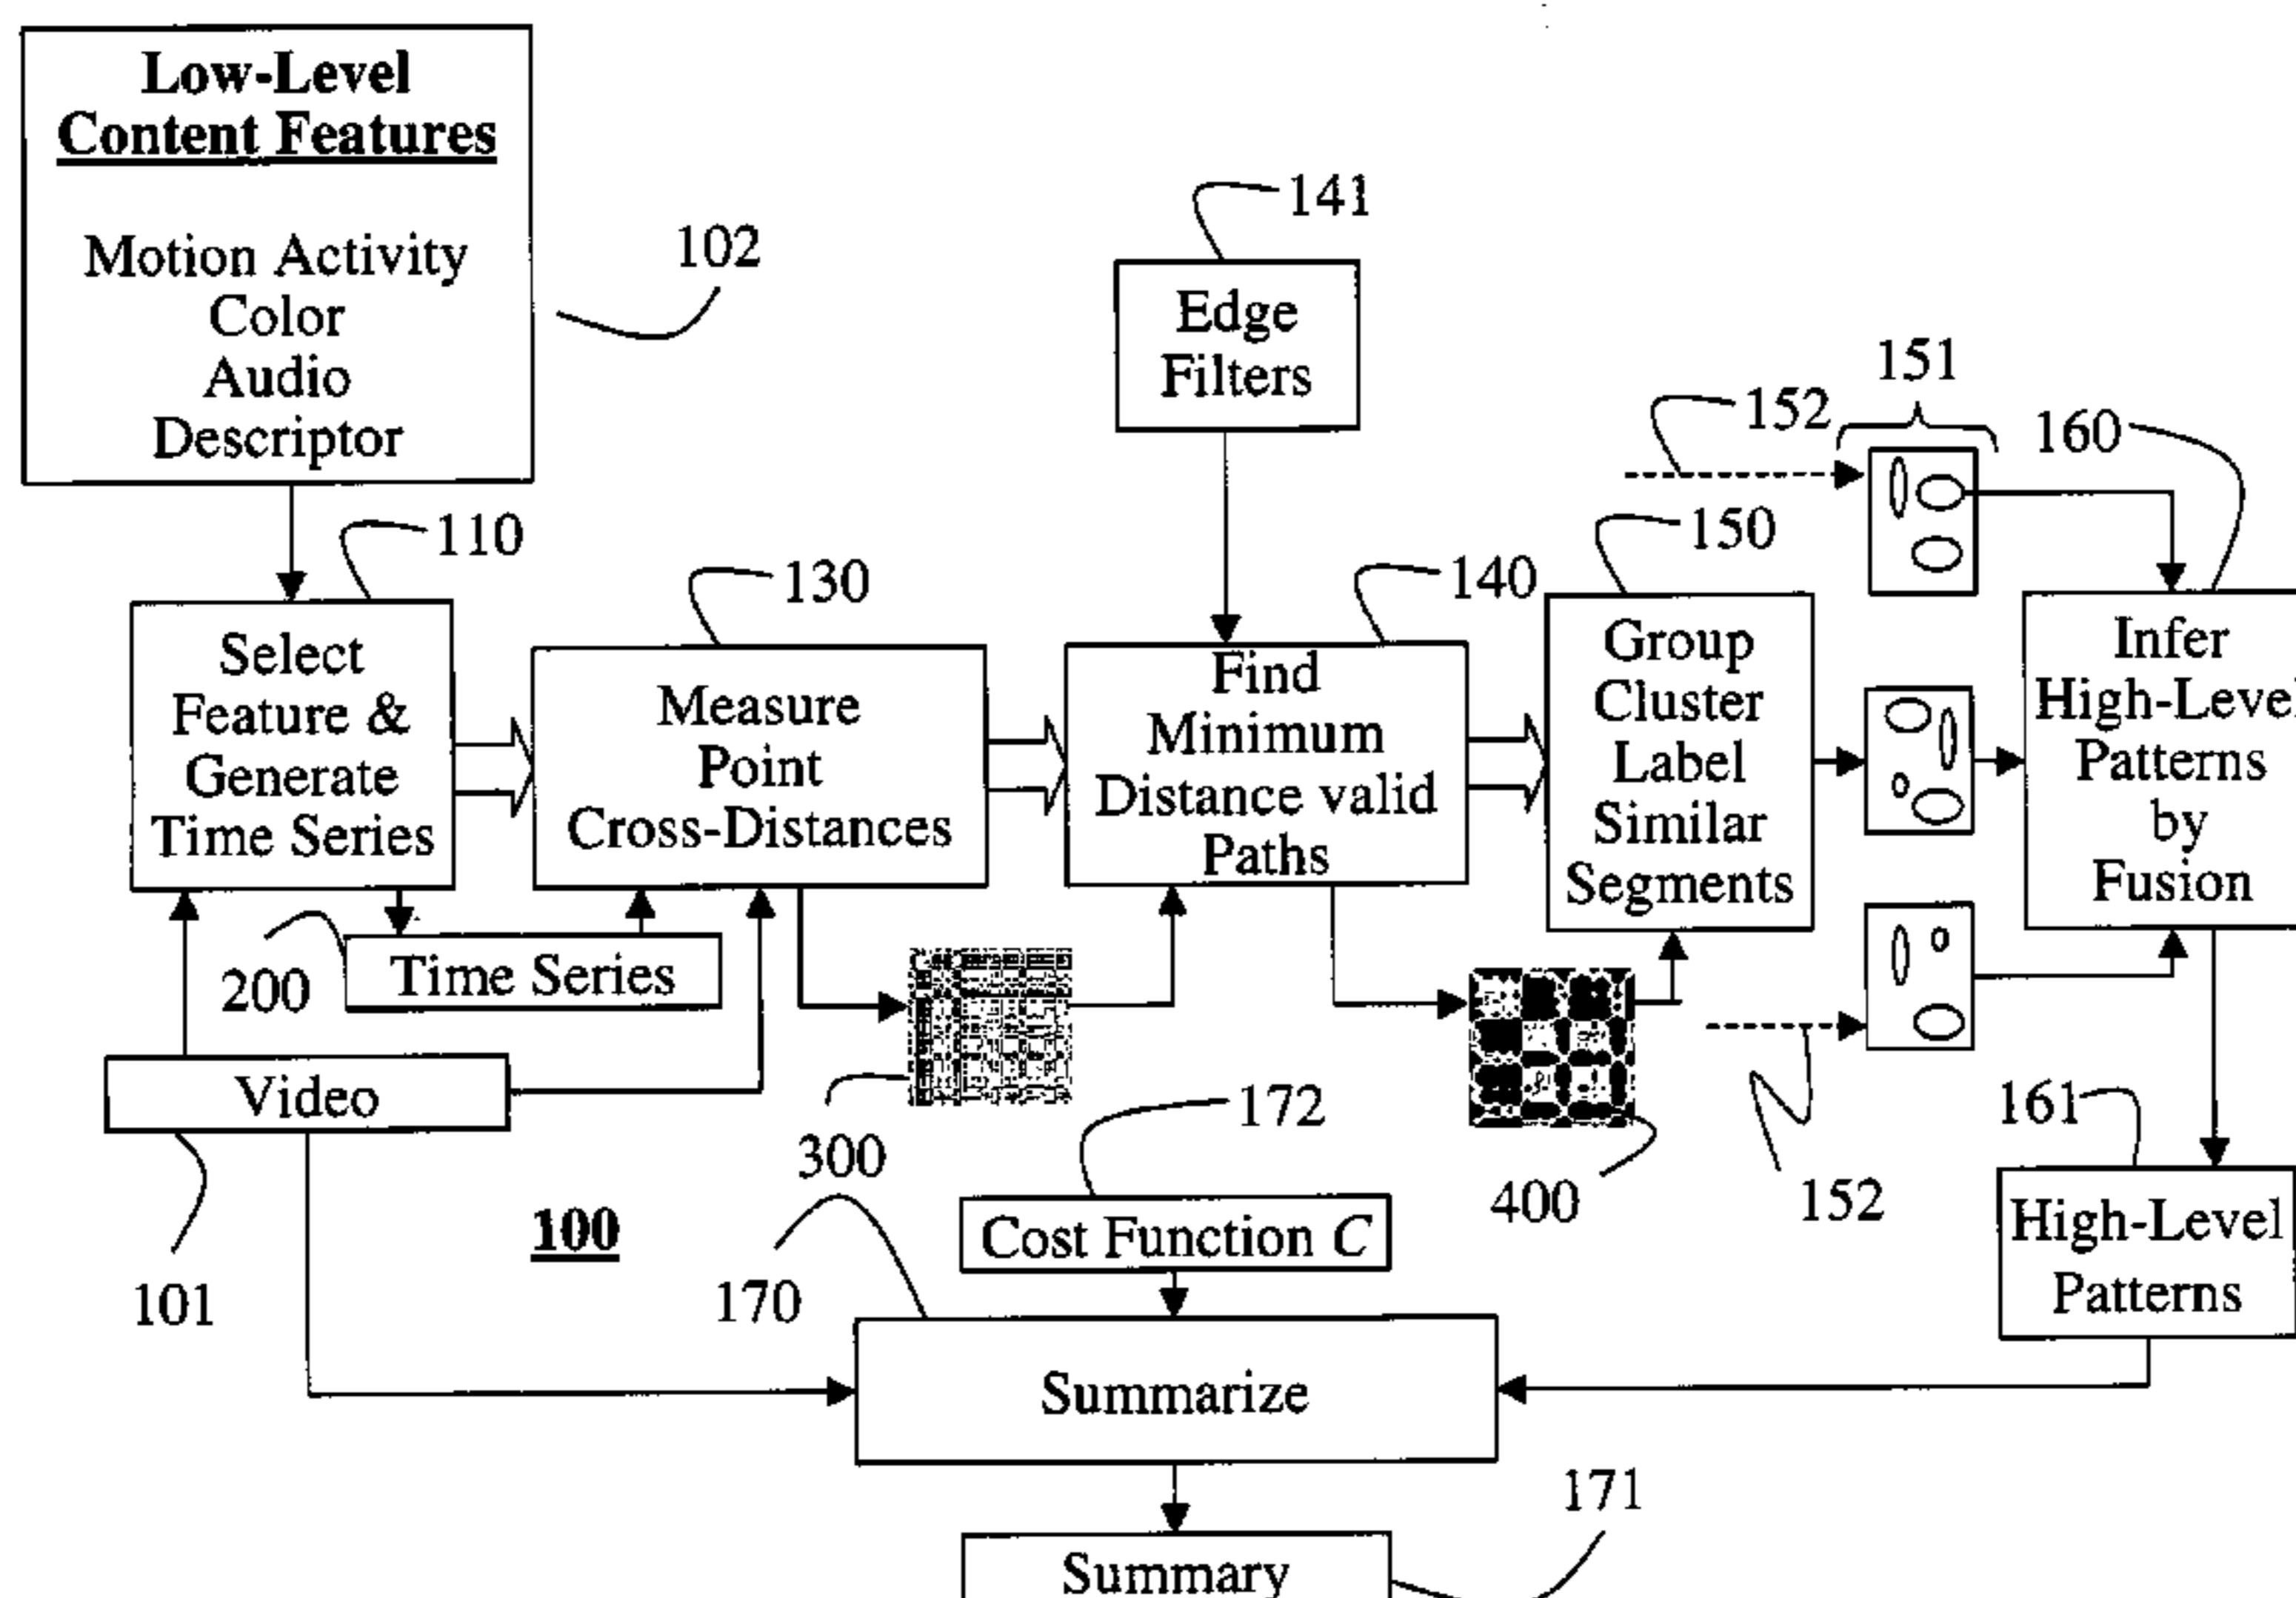 Low-Level
Content Features
Motion Activity
Color
Audio
Descriptor
102
141
Edge
Filters
151
152
160
110
130
140
150
Select
Feature &
Generate
Time Series
Measure
Point
Cross-Distances
Find
Minimum
Distance valid
Paths
Group
Cluster
Label
Similar
Segments
Infer
High-Level
Patterns
by
Fusion
200
Time Series
Video
101
300
172
400
152
161
100
170
Cost Function C
High-Level
Patterns
Summarize
171
Summary